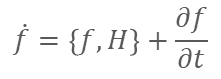 ḟ = {f, H} + ∂f/∂t